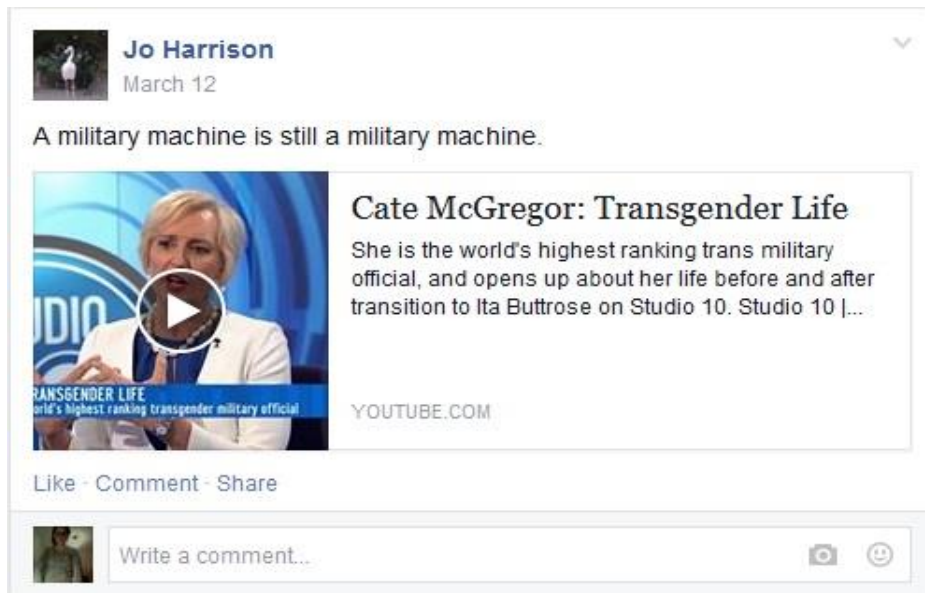 Jo Harrison
March 12
A military machine is still a military machine.
UDIO
RANSGENDER LIFE
orld's highest ranking transgender military official
Cate McGregor: Transgender Life
She is the world's highest ranking trans military
official, and opens up about her life before and after
transition to Ita Buttrose on Studio 10. Studio 10 |...
YOUTUBE.COM
Like · Comment · Share
Write a comment...